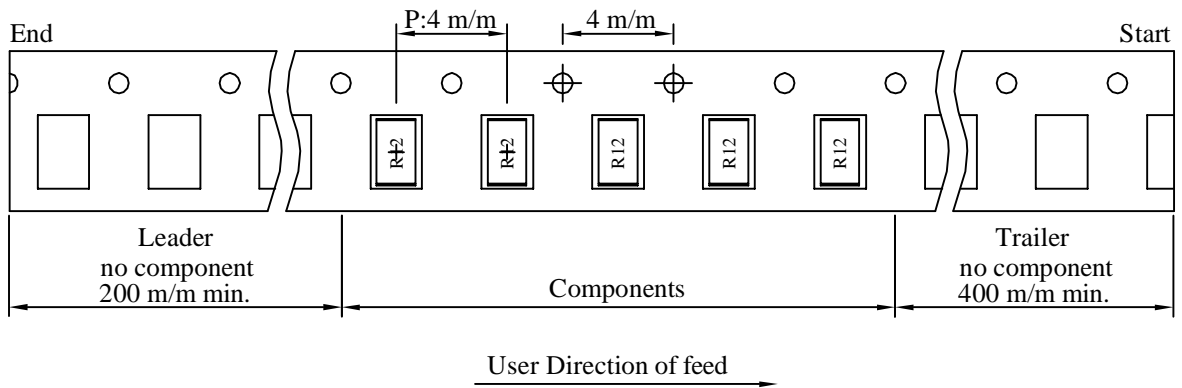 P:4 m/m
4 m/m
End
Start
R12
R12
R12
R12
R12
Leader
no component
200 m/m min.
Components
Trailer
no component
400 m/m min.
User Direction of feed